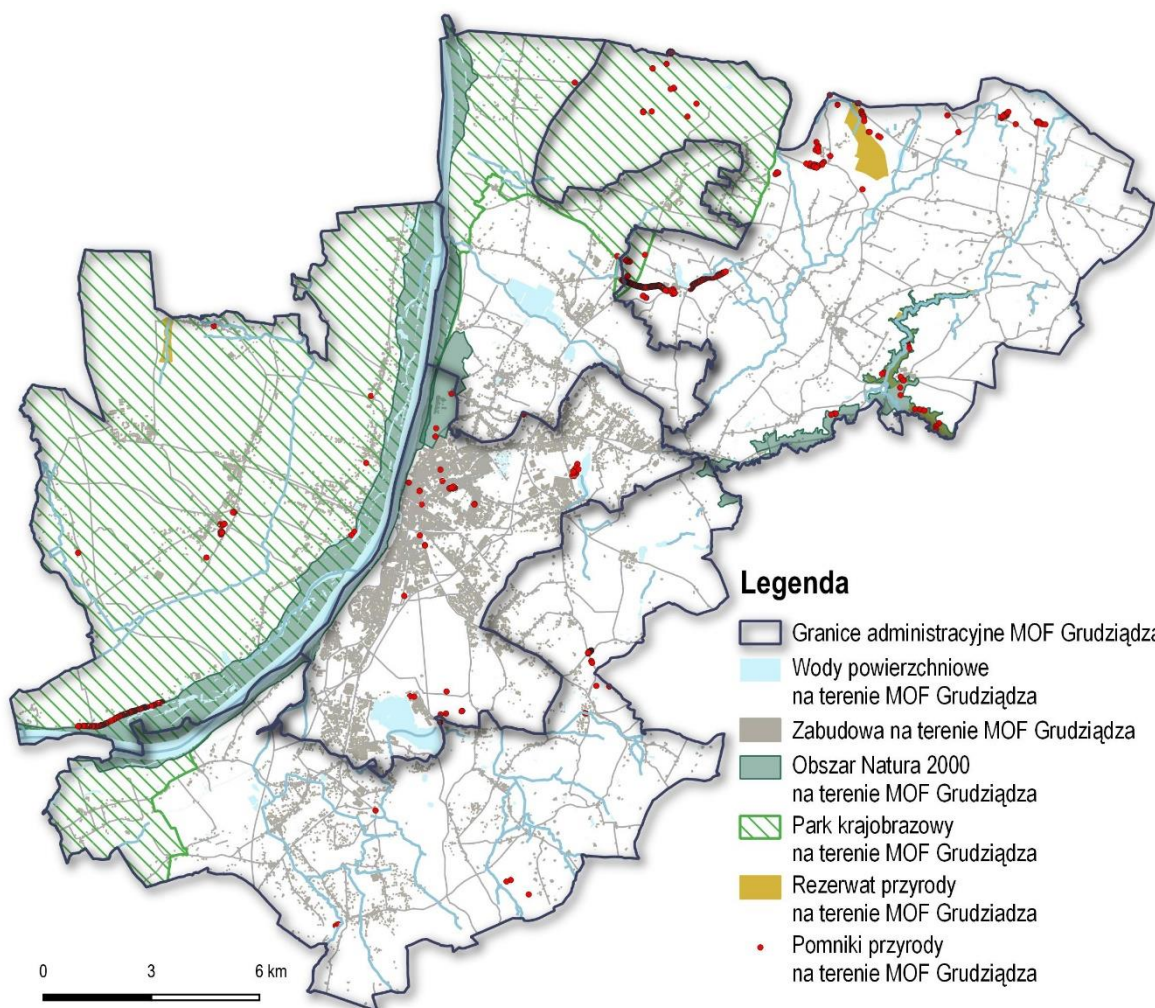 Legenda
Granice administracyjne MOF Grudziądza
Wody powierzchniowe
na terenie MOF Grudziądza
Zabudowa na terenie MOF Grudziądza
Obszar Natura 2000
na terenie MOF Grudziądza
Park krajobrazowy
na terenie MOF Grudziądza
Rezerwat przyrody
na terenie MOF Grudziadza
Pomniki przyrody
na terenie MOF Grudziądza
0 3 6 km